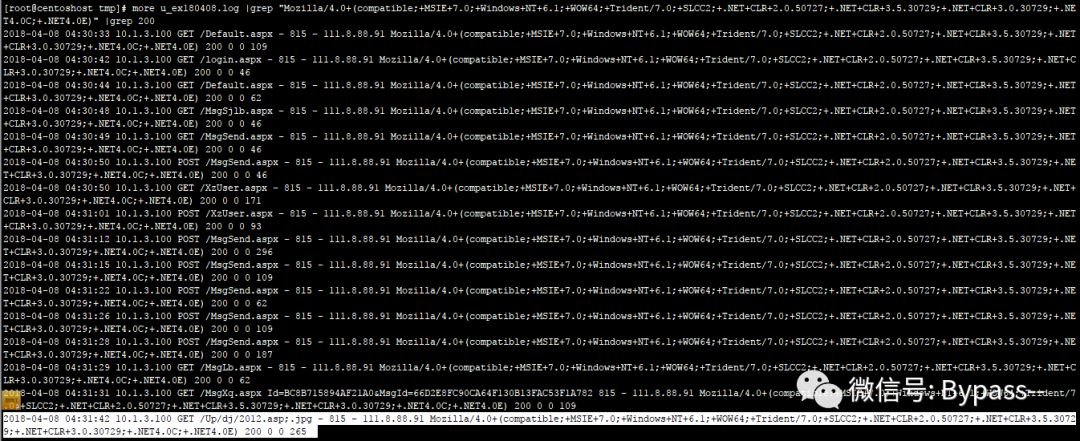 [root@centoshost tmp]# more u_ex180408.log |grep "Mozilla/4.0+(compatible;+MSIE+7.0;+Windows+NT+6.1;+WOW64;+Trident/7.0;+SLCC2;+.NET+CLR+2.0.50727;+.NET+CLR+3.5.30729;+.NET+CLR+3.0.30729;+.NE
T4.0C;+.NET4.0E)" |grep 200
2018-04-08 04:30:33 10.1.3.100 GET /Default.aspx - 815 - 111.8.88.91 Mozilla/4.0+(compatible;+MSIE+7.0;+Windows+NT+6.1;+WOW64;+Trident/7.0;+SLCC2;+.NET+CLR+2.0.50727;+.NET+CLR+3.5.30729;+.NET
+CLR+3.0.30729;+.NET4.0C;+.NET4.0E) 200 0 0 109
2018-04-08 04:30:42 10.1.3.100 GET /login.aspx - 815 - 111.8.88.91 Mozilla/4.0+(compatible;+MSIE+7.0;+Windows+NT+6.1;+WOW64;+Trident/7.0;+SLCC2;+.NET+CLR+2.0.50727;+.NET+CLR+3.5.30729;+.NET+C
LR+3.0.30729;+.NET4.0C;+.NET4.0E) 200 0 0 46
2018-04-08 04:30:44 10.1.3.100 GET /Default.aspx - 815 - 111.8.88.91 Mozilla/4.0+(compatible;+MSIE+7.0;+Windows+NT+6.1;+WOW64;+Trident/7.0;+SLCC2;+.NET+CLR+2.0.50727;+.NET+CLR+3.5.30729;+.NET
+CLR+3.0.30729;+.NET4.0C;+.NET4.0E) 200 0 0 62
2018-04-08 04:30:48 10.1.3.100 GET /MsgSjlb.aspx - 815 - 111.8.88.91 Mozilla/4.0+(compatible;+MSIE+7.0;+Windows+NT+6.1;+WOW64;+Trident/7.0;+SLCC2;+.NET+CLR+2.0.50727;+.NET+CLR+3.5.30729;+.NET
+CLR+3.0.30729;+.NET4.0C;+.NET4.0E) 200 0 0 46
2018-04-08 04:30:49 10.1.3.100 GET /MsgSend.aspx - 815 - 111.8.88.91 Mozilla/4.0+(compatible;+MSIE+7.0;+Windows+NT+6.1;+WOW64;+Trident/7.0;+SLCC2;+.NET+CLR+2.0.50727;+.NET+CLR+3.5.30729;+.NET
+CLR+3.0.30729;+.NET4.0C;+.NET4.0E) 200 0 0 46
2018-04-08 04:30:50 10.1.3.100 POST /MsgSend.aspx - 815 - 111.8.88.91 Mozilla/4.0+(compatible;+MSIE+7.0;+Windows+NT+6.1;+WOW64;+Trident/7.0;+SLCC2;+.NET+CLR+2.0.50727;+.NET+CLR+3.5.30729;+.NE
T+CLR+3.0.30729;+.NET4.0C;+.NET4.0E) 200 0 0 46
2018-04-08 04:30:50 10.1.3.100 GET /XzUser.aspx - 815 - 111.8.88.91 Mozilla/4.0+(compatible;+MSIE+7.0;+Windows+NT+6.1;+WOW64;+Trident/7.0;+SLCC2;+.NET+CLR+2.0.50727;+.NET+CLR+3.5.30729;+.NET+
CLR+3.0.30729;+.NET4.0C;+.NET4.0E) 200 0 0 171
2018-04-08 04:31:01 10.1.3.100 POST /XzUser.aspx - 815 - 111.8.88.91 Mozilla/4.0+(compatible;+MSIE+7.0;+Windows+NT+6.1;+WOW64;+Trident/7.0;+SLCC2;+.NET+CLR+2.0.50727;+.NET+CLR+3.5.30729;+.NET
+CLR+3.0.30729;+.NET4.0C;+.NET4.0E) 200 0 0 93
2018-04-08 04:31:12 10.1.3.100 POST /MsgSend.aspx - 815 - 111.8.88.91 Mozilla/4.0+(compatible;+MSIE+7.0;+Windows+NT+6.1;+WOW64;+Trident/7.0;+SLCC2;+.NET+CLR+2.0.50727;+.NET+CLR+3.5.30729;+.NE
T+CLR+3.0.30729;+.NET4.0C;+.NET4.0E) 200 0 0 296
2018-04-08 04:31:15 10.1.3.100 POST /MsgSend.aspx - 815 - 111.8.88.91 Mozilla/4.0+(compatible;+MSIE+7.0;+Windows+NT+6.1;+WOW64;+Trident/7.0;+SLCC2;+.NET+CLR+2.0.50727;+.NET+CLR+3.5.30729;+.NE
T+CLR+3.0.30729;+.NET4.0C;+.NET4.0E) 200 0 0 109
2018-04-08 04:31:22 10.1.3.100 POST /MsgSend.aspx - 815 - 111.8.88.91 Mozilla/4.0+(compatible;+MSIE+7.0;+Windows+NT+6.1;+WOW64;+Trident/7.0;+SLCC2;+.NET+CLR+2.0.50727;+.NET+CLR+3.5.30729;+.NE
T+CLR+3.0.30729;+.NET4.0C;+.NET4.0E) 200 0 0 62
2018-04-08 04:31:26 10.1.3.100 POST /MsgSend.aspx - 815 - 111.8.88.91 Mozilla/4.0+(compatible;+MSIE+7.0;+Windows+NT+6.1;+WOW64;+Trident/7.0;+SLCC2;+.NET+CLR+2.0.50727;+.NET+CLR+3.5.30729;+.NE
T+CLR+3.0.30729;+.NET4.0C;+.NET4.0E) 200 0 0 109
2018-04-08 04:31:28 10.1.3.100 POST /MsgSend.aspx - 815 - 111.8.88.91 Mozilla/4.0+(compatible;+MSIE+7.0;+Windows+NT+6.1;+WOW64;+Trident/7.0;+SLCC2;+.NET+CLR+2.0.50727;+.NET+CLR+3.5.30729;+.NE
T+CLR+3.0.30729;+.NET4.0C;+.NET4.0E) 200 0 0 187
2018-04-08 04:31:29 10.1.3.100 GET /MsgLb.aspx - 815 - 111.8.88.91 Mozilla/4.0+(compatible;+MSIE+7.0;+Windows+NT+6.1;+WOW64;+Trident/7.0;+SLCC2;+.NET+CLR+2.0.50727;+.NET+CLR+3.5.30729;+.NET+C
LR+3.0.30729;+.NET4.0C;+.NET4.0E) 200 0 0 62
2018-04-08 04:31:31 10.1.3.100 GET /MsgXq.aspx Id=BC8B715894AF21A0&MsgId=66D2E8FC90CA64F130B13FAC53F1A782 815 - 111.8.88.91 Mozilla/4.0+(compatible;+MSIE+7.0;+Windows+NT+6.1;+WOW64;+Trident/7
.0;+SLCC2;+.NET+CLR+2.0.50727;+.NET+CLR+3.5.30729;+.NET+CLR+3.0.30729;+.NET4.0C;+.NET4.0E) 200 0 0 109
2018-04-08 04:31:42 10.1.3.100 GET /Up/dj/2012.asp;.jpg - 815 - 111.8.88.91 Mozilla/4.0+(compatible;+MSIE+7.0;+Windows+NT+6.1;+WOW64;+Trident/7.0;+SLCC2;+.NET+CLR+2.0.50727;+.NET+CLR+3.5.3072
9;+.NET+CLR+3.0.30729;+.NET4.0C;+.NET4.0E) 200 0 0 265
微信号: Bypass--